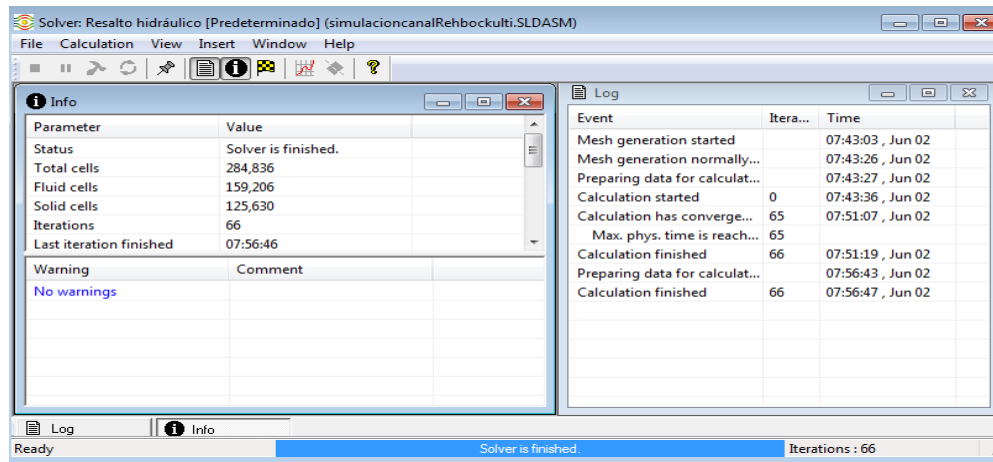 Solver: Resalto hidráulico [Predeterminado] (simulacioncanalRehbockulti.SLDASM)
File Calculation View Insert Window Help
Info
Parameter Value
Status Solver is finished.
Total cells 284,836
Fluid cells 159,206
Solid cells 125,630
Iterations 66
Last iteration finished 07:56:46
Warning Comment
No warnings
Log
Event Itera... Time
Mesh generation started 07:43:03 , Jun 02
Mesh generation normally... 07:43:26 , Jun 02
Preparing data for calculat... 07:43:27 , Jun 02
Calculation started 0 07:43:36 , Jun 02
Calculation has converge... 65 07:51:07 , Jun 02
Max. phys. time is reach... 65
Calculation finished 66 07:51:19 , Jun 02
Preparing data for calculat... 07:56:43 , Jun 02
Calculation finished 66 07:56:47 , Jun 02
Log Info
Ready Solver is finished. Iterations : 66